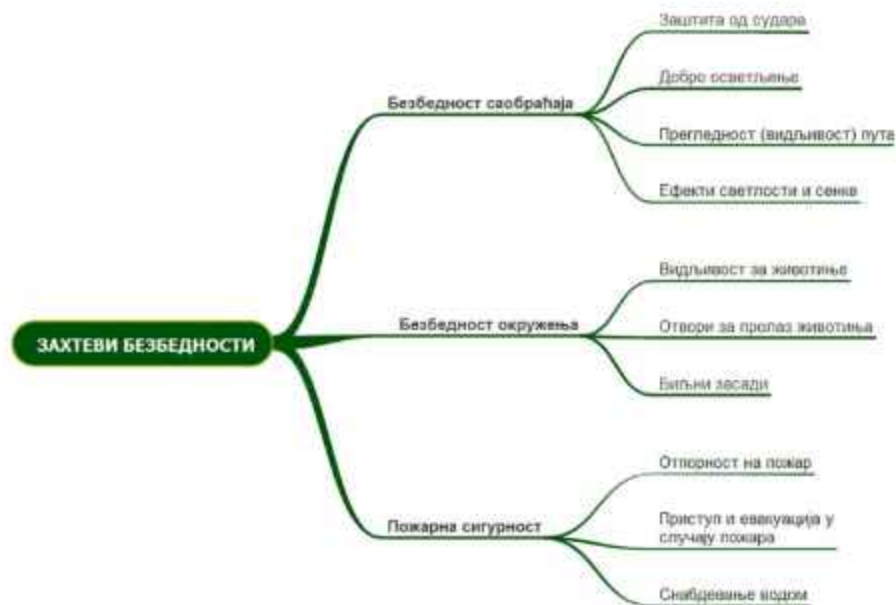 ЗАХТЕВИ БЕЗБЕДНОСТИ
Безбедност саобраћаја
Заштита од судара
Добро осветљење
Прегледност (видљивост) пута
Ефекти светлости и сенке
Безбедност окружења
Видљивост за животиње
Отвори за пролаз животиња
Биљни засади
Пожарна сигурност
Отпорност на пожар
Приступ и евакуација у
случају пожара
Снабдевање водом